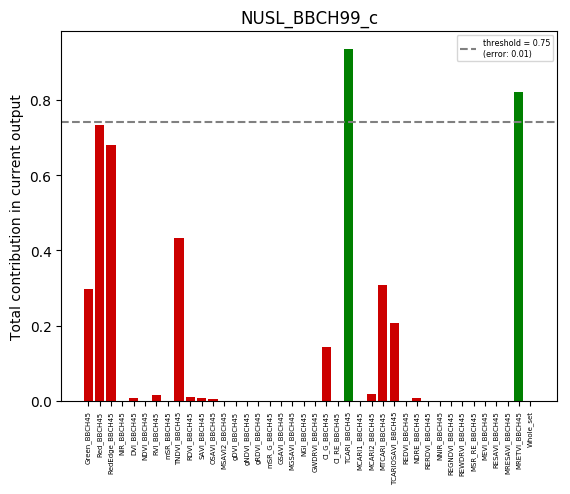 NUSL_BBCH99_c
threshold = 0.75
(error: 0.01)
Total contribution in current output
0.8
0.6
0.4
0.2
0.0
Green_BBCH45
Red_BBCH45
RedEdge_BBCH45
NIR_BBCH45
DVI_BBCH45
NDVI_BBCH45
RVI_BBCH45
mSR_BBCH45
TNDVI_BBCH45
RDVI_BBCH45
SAVI_BBCH45
OSAVI_BBCH45
MSAVI2_BBCH45
gDVI_BBCH45
gNDVI_BBCH45
gRDVI_BBCH45
mSR_G_BBCH45
GSAVI_BBCH45
MGSAVI_BBCH45
NGI_BBCH45
GWDRVI_BBCH45
CI_G_BBCH45
CI_RE_BBCH45
TCARI_BBCH45
MCARI1_BBCH45
MCARI2_BBCH45
MTCARI_BBCH45
TCARIOSAVI_BBCH45
REDVI_BBCH45
NDRE_BBCH45
RERDVI_BBCH45
NNIR_BBCH45
REGNDVI_BBCH45
REWDRVI_BBCH45
MSR_RE_BBCH45
MEVI_BBCH45
RESAVI_BBCH45
MRESAVI_BBCH45
MRETVI_BBCH45
Whole_set